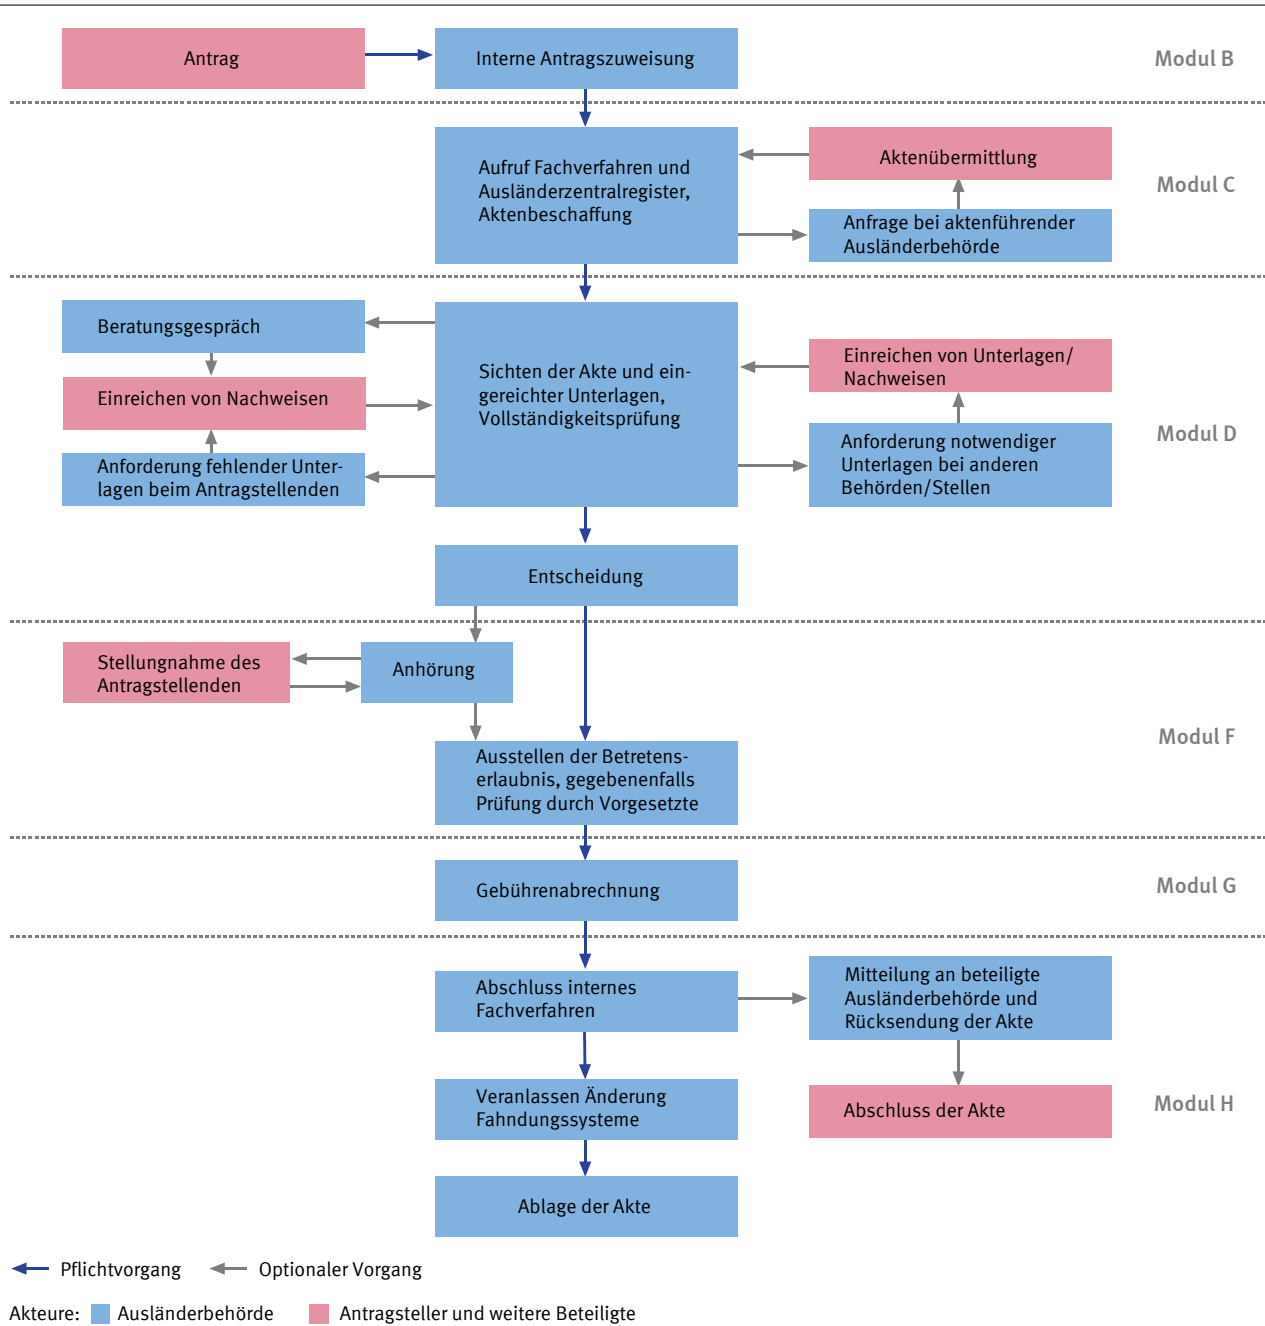 Antrag
Interne Antragszuweisung
Modul B
Aufruf Fachverfahren und
Ausländerzentralregister,
Aktenbeschaffung
Aktenübermittlung
Anfrage bei aktenführender
Ausländerbehörde
Modul C
Beratungsgespräch
Einreichen von Nachweisen
Anforderung fehlender Unter-
lagen beim Antragstellenden
Sichten der Akte und ein-
gereichter Unterlagen,
Vollständigkeitsprüfung
Einreichen von Unterlagen/
Nachweisen
Anforderung notwendiger
Unterlagen bei anderen
Behörden/Stellen
Modul D
Entscheidung
Stellungnahme des
Antragstellenden
Anhörung
Ausstellen der Betretens-
erlaubnis, gegebenenfalls
Prüfung durch Vorgesetzte
Modul F
Gebührenabrechnung
Modul G
Abschluss internes
Fachverfahren
Mitteilung an beteiligte
Ausländerbehörde und
Rücksendung der Akte
Veranlassen Änderung
Fahndungssysteme
Abschluss der Akte
Modul H
Ablage der Akte
Pflichtvorgang
Optionaler Vorgang
Akteure:
Ausländerbehörde
Antragsteller und weitere Beteiligte